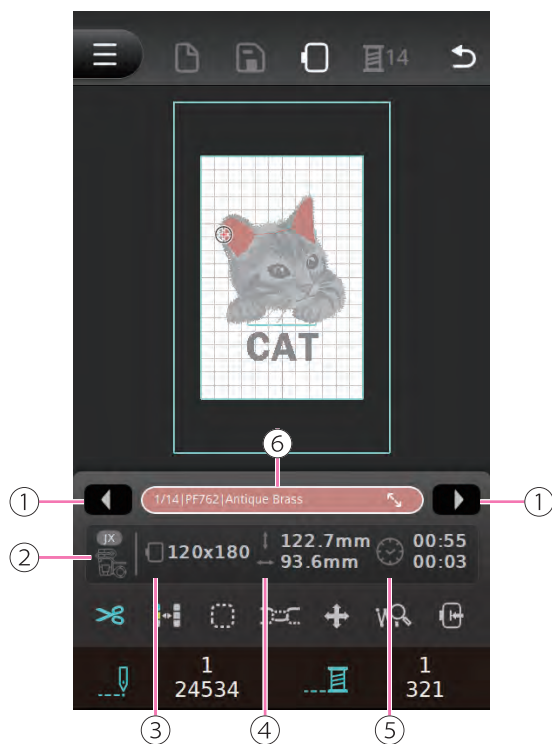 14
CAT
⑥
①
1/14|PF762|Antique Brass
①
②
JX
120x180
122.7mm
93.6mm
00:55
00:03
W
1
24534
1
321
③
④
⑤